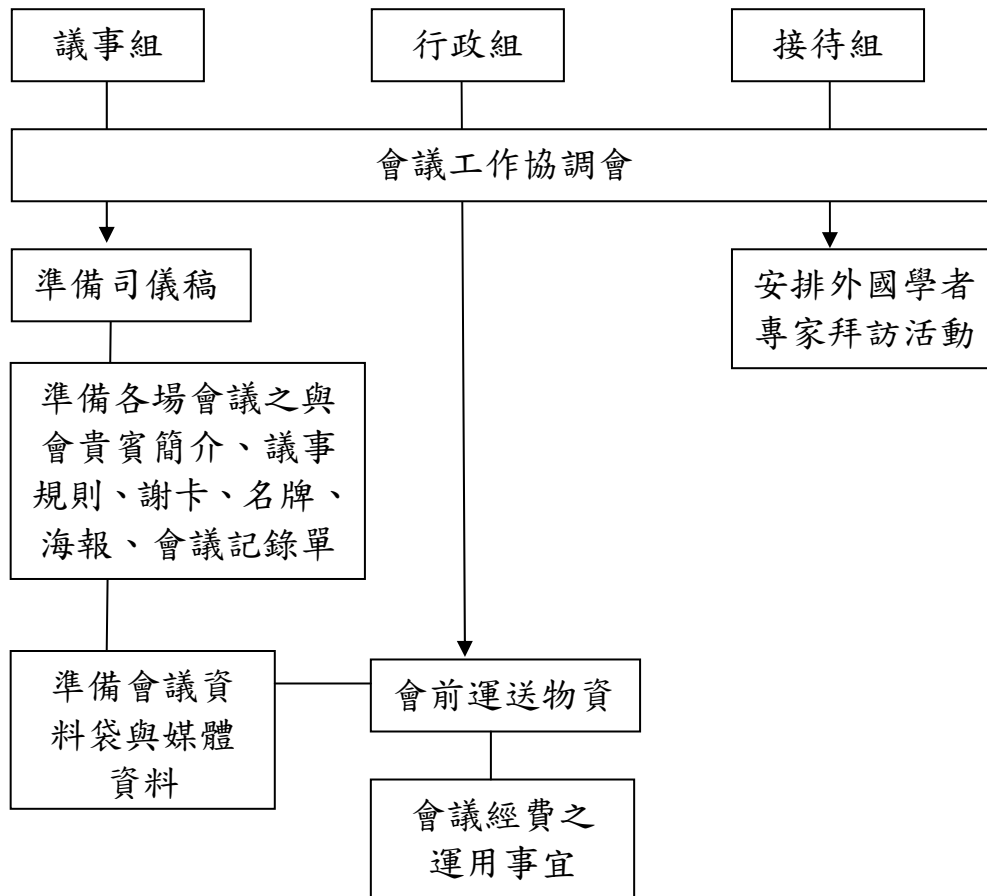 議事組
行政組
接待組
會議工作協調會
準備司儀稿
安排外國學者
專家拜訪活動
準備各場會議之與
會貴賓簡介、議事
規則、謝卡、名牌、
海報、會議記錄單
準備會議資
料袋與媒體
資料
會前運送物資
會議經費之
運用事宜